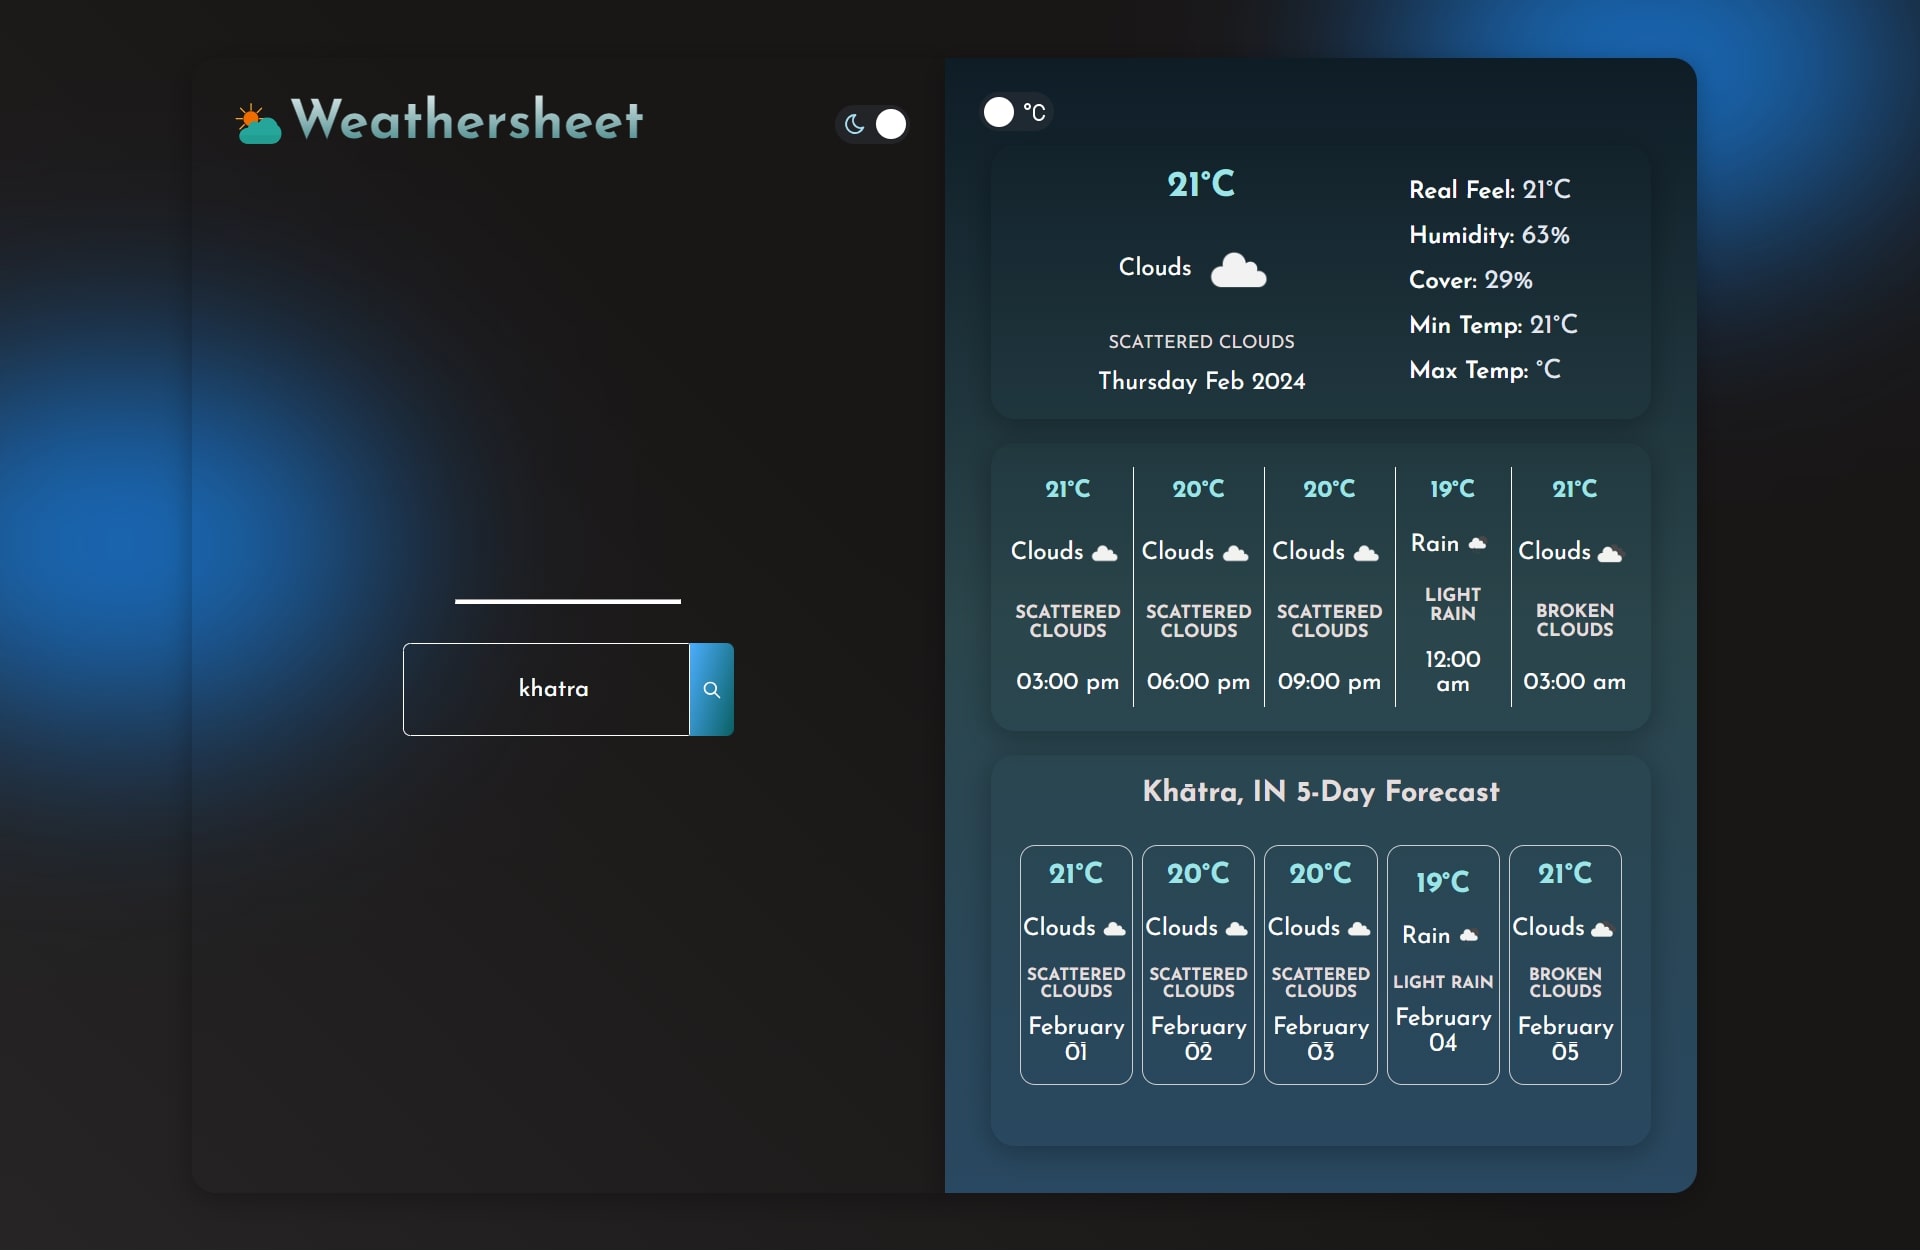 Weathersheet
°C
21°C
Clouds
SCATTERED CLOUDS
Thursday Feb 2024
Real Feel: 21°C
Humidity: 63%
Cover: 29%
Min Temp: 21°C
Max Temp: °C
21°C
Clouds
SCATTERED
CLOUDS
03:00 pm
20°C
Clouds
SCATTERED
CLOUDS
06:00 pm
20°C
Clouds
SCATTERED
CLOUDS
09:00 pm
19°C
Rain
LIGHT
RAIN
12:00
am
21°C
Clouds
BROKEN
CLOUDS
03:00 am
khatra
Khātra, IN 5-Day Forecast
21°C
Clouds
SCATTERED
CLOUDS
February
01
20°C
Clouds
SCATTERED
CLOUDS
February
02
20°C
Clouds
SCATTERED
CLOUDS
February
03
19°C
Rain
LIGHT RAIN
February
04
21°C
Clouds
BROKEN
CLOUDS
February
05